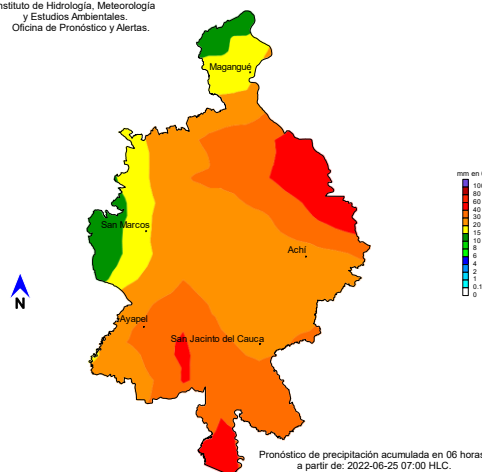 nstituto de Hidrología, Meteorología
y Estudios Ambientales.
Oficina de Pronóstico y Alertas.
Magangué
San Marcos
Achí
Ayapel
San Jacinto del Cauca
N
mm en
100
80
60
40
30
20
15
10
8
6
4
2
1
0.1
0
Pronóstico de precipitación acumulada en 06 horas
a partir de: 2022-06-25 07:00 HLC.